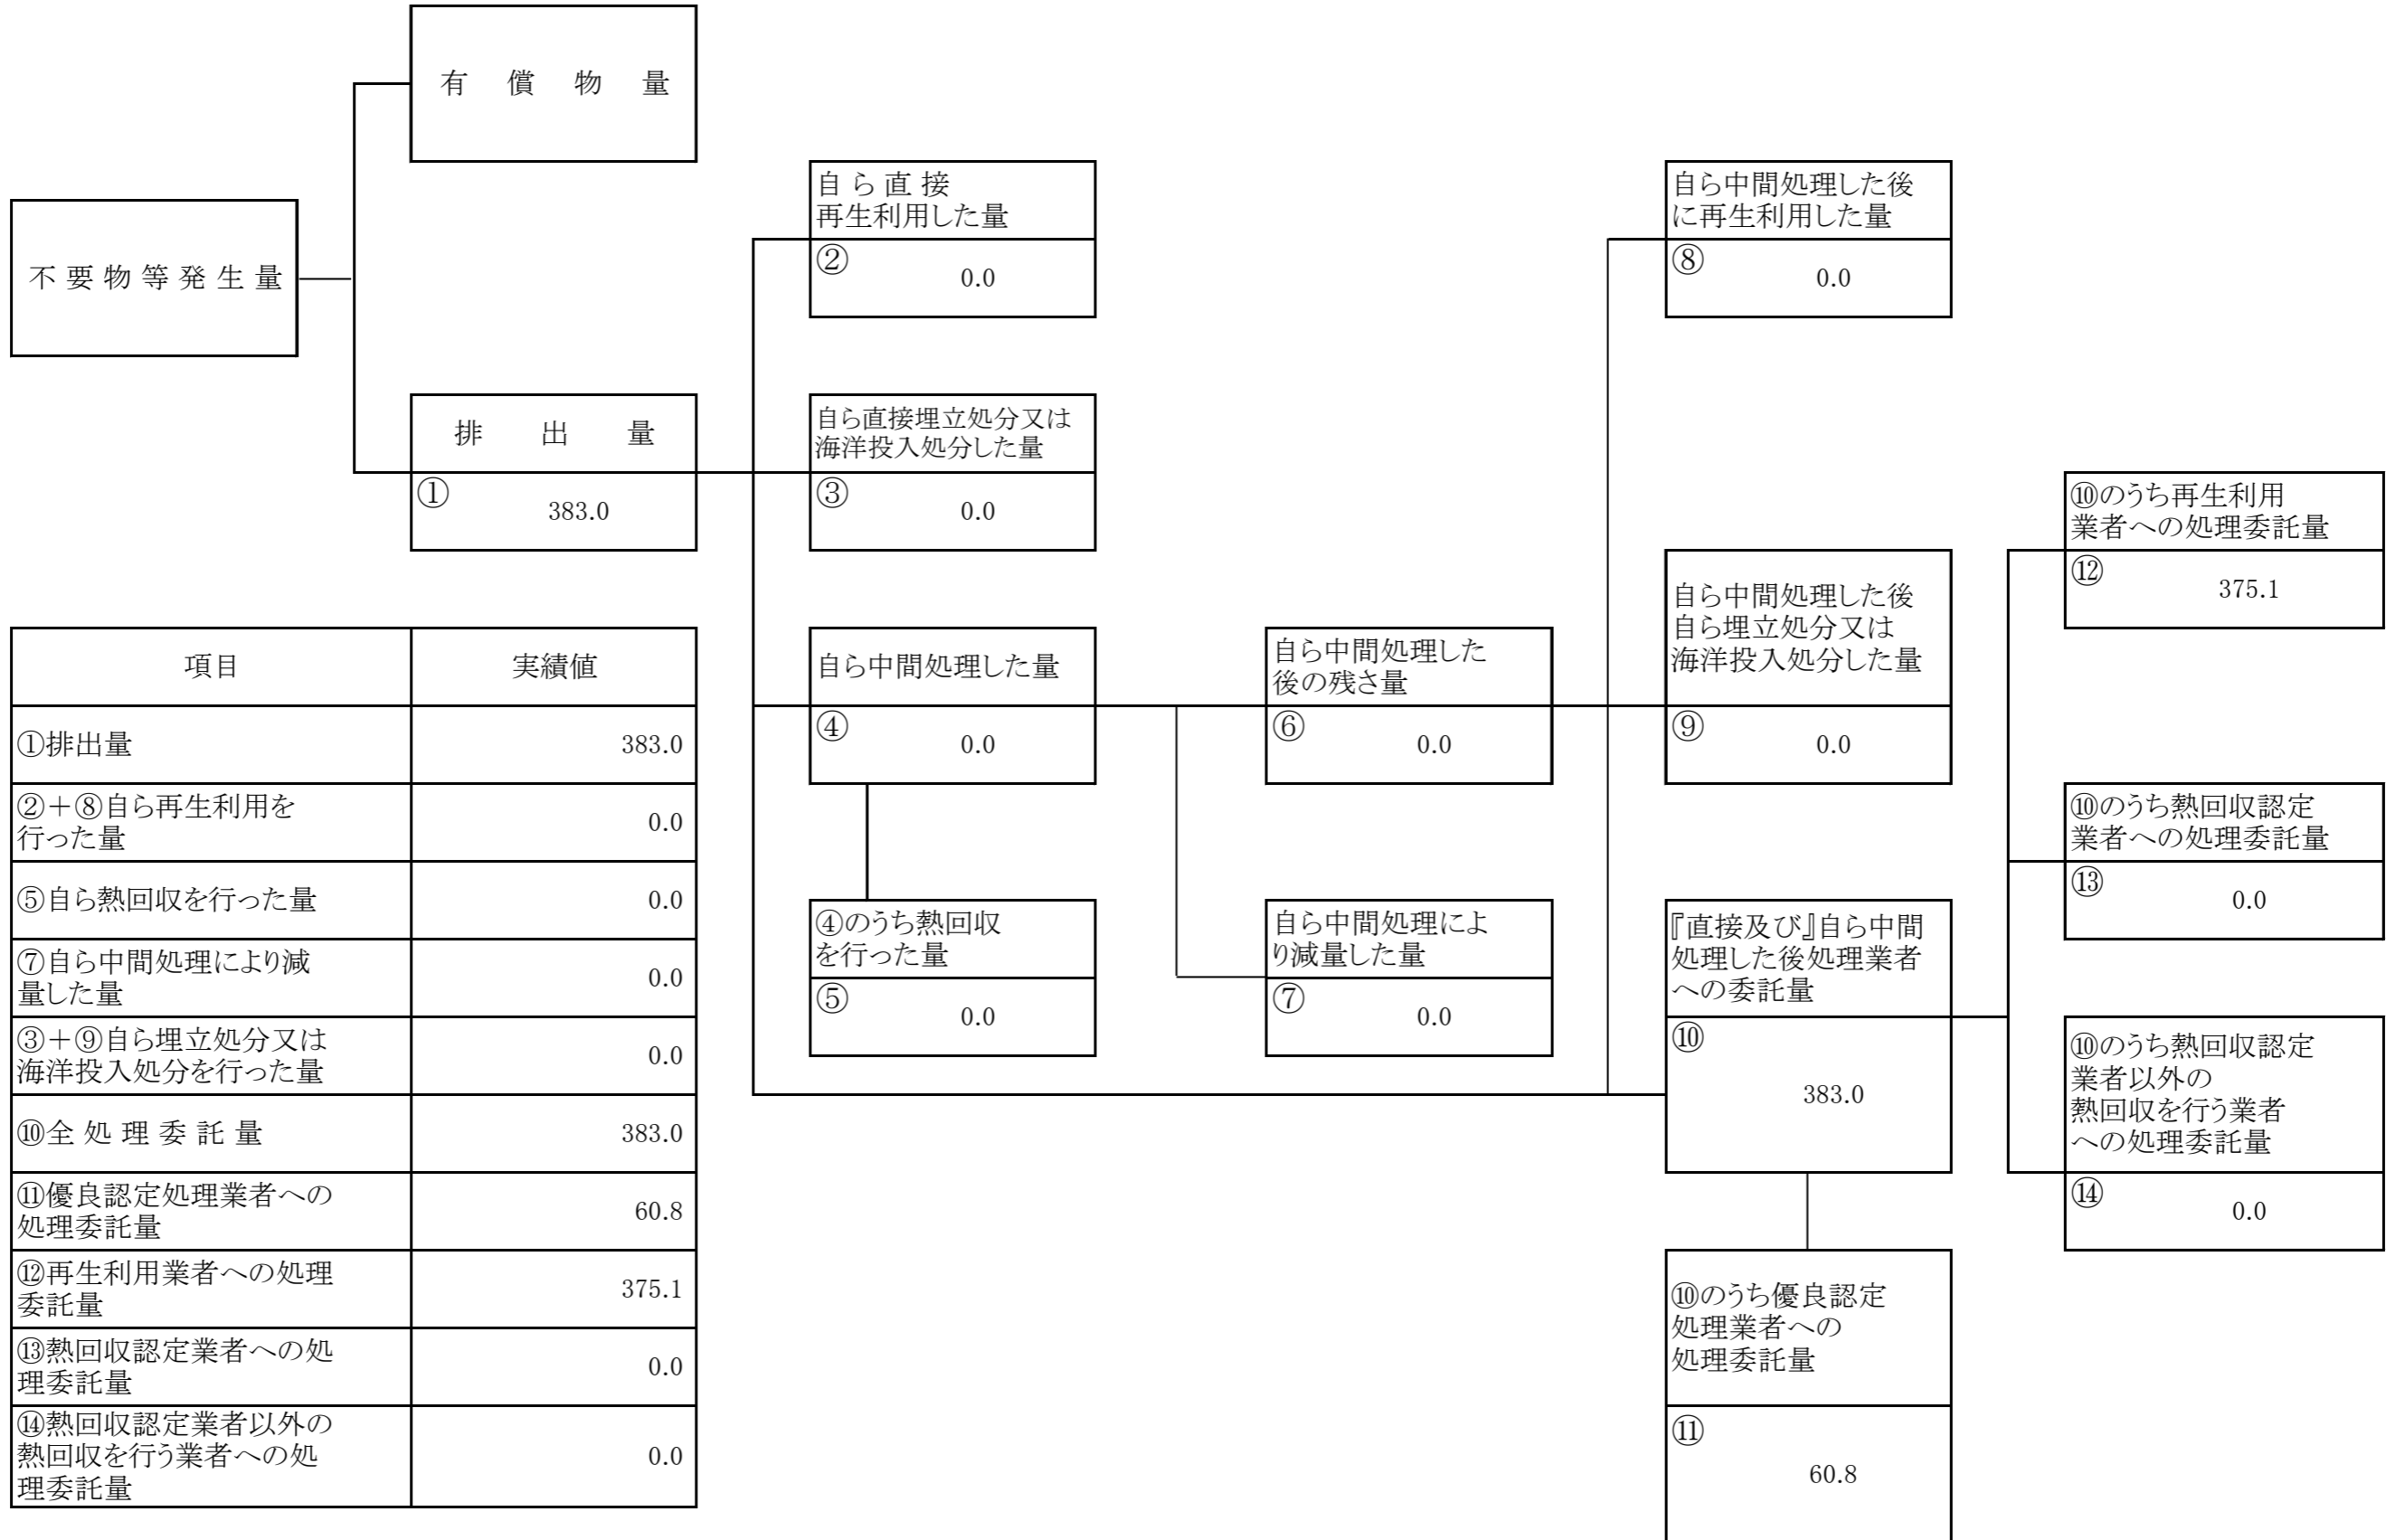 有償物量
不要物等発生量
排出量
①
383.0
自ら直接
再生利用した量
②
0.0
自ら直接埋立処分又は
海洋投入処分した量
③
0.0
自ら中間処理した量
④
0.0
④のうち熱回収
を行った量
⑤
0.0
自ら中間処理した
後の残さ量
⑥
0.0
自ら中間処理によ
り減量した量
⑦
0.0
自ら中間処理した後
に再生利用した量
⑧
0.0
自ら中間処理した後
自ら埋立処分又は
海洋投入処分した量
⑨
0.0
『直接及び』自ら中間
処理した後処理業者
への委託量
⑩
383.0
⑩のうち優良認定
処理業者への
処理委託量
⑪
60.8
⑩のうち再生利用
業者への処理委託量
⑫
375.1
⑩のうち熱回収認定
業者への処理委託量
⑬
0.0
⑩のうち熱回収認定
業者以外の
熱回収を行う業者
への処理委託量
⑭
0.0
項目 実績値
①排出量 383.0
②＋⑧自ら再生利用を
行った量 0.0
⑤自ら熱回収を行った量 0.0
⑦自ら中間処理により減
量した量 0.0
③＋⑨自ら埋立処分又は
海洋投入処分を行った量 0.0
⑩全処理委託量 383.0
⑪優良認定処理業者への
処理委託量 60.8
⑫再生利用業者への処理
委託量 375.1
⑬熱回収認定業者への処
理委託量 0.0
⑭熱回収認定業者以外の
熱回収を行う業者への処
理委託量 0.0